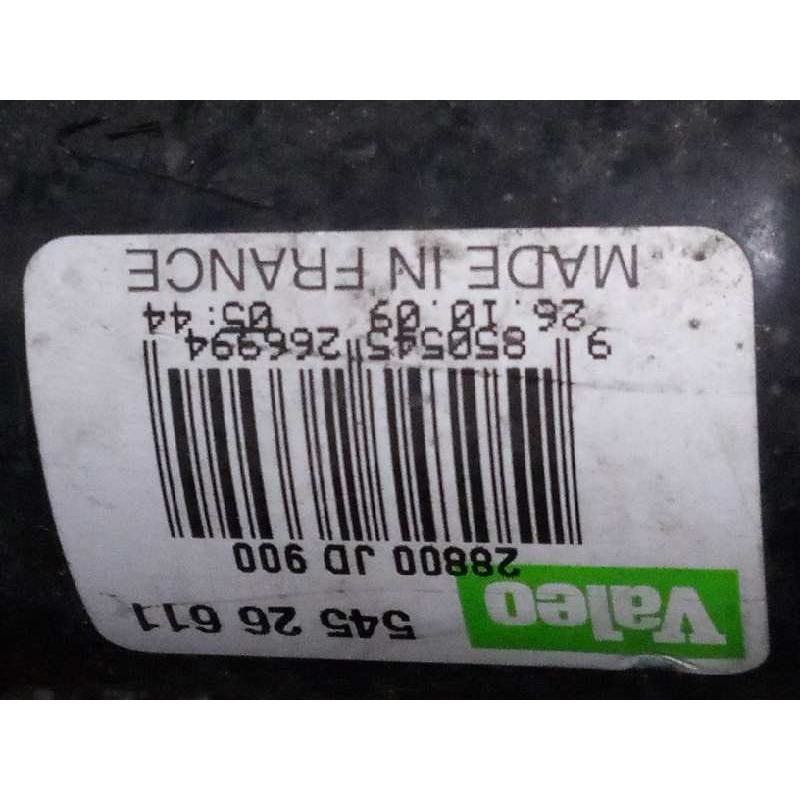 Valeo 545 26 611
28800 JD 900
9 850545 266994
26.10.09 05:44
MADE IN FRANCE